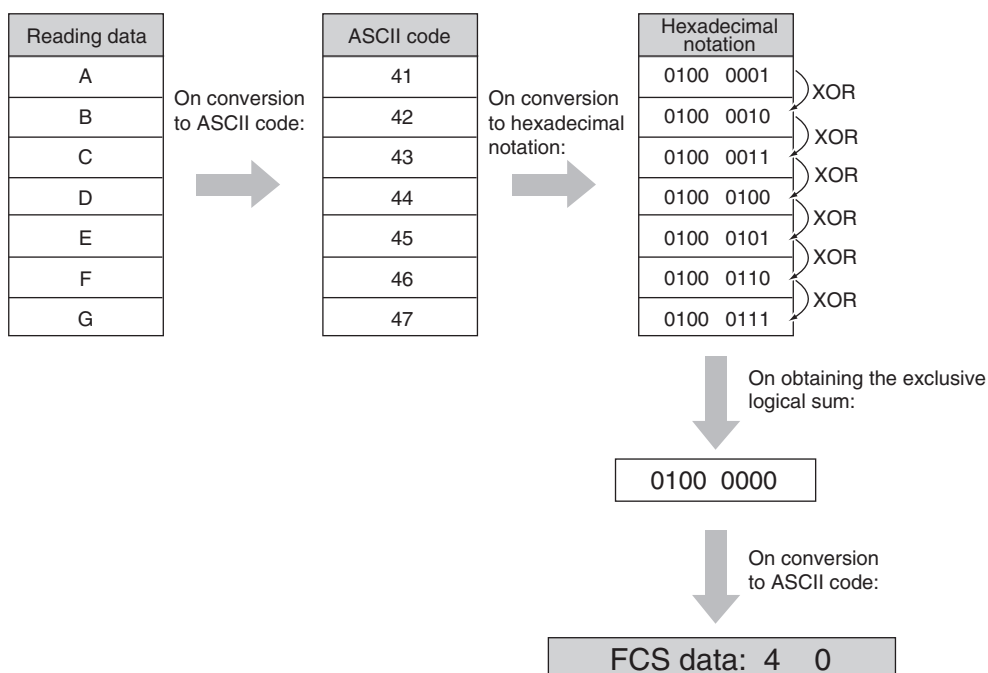 Reading data
A
B
C
D
E
F
G
On conversion
to ASCII code:
ASCII code
41
42
43
44
45
46
47
On conversion
to hexadecimal
notation:
Hexadecimal
notation
0100 0001
0100 0010
0100 0011
0100 0100
0100 0101
0100 0110
0100 0111
XOR
XOR
XOR
XOR
XOR
XOR
On obtaining the exclusive
logical sum:
0100 0000
On conversion
to ASCII code:
FCS data: 4 0